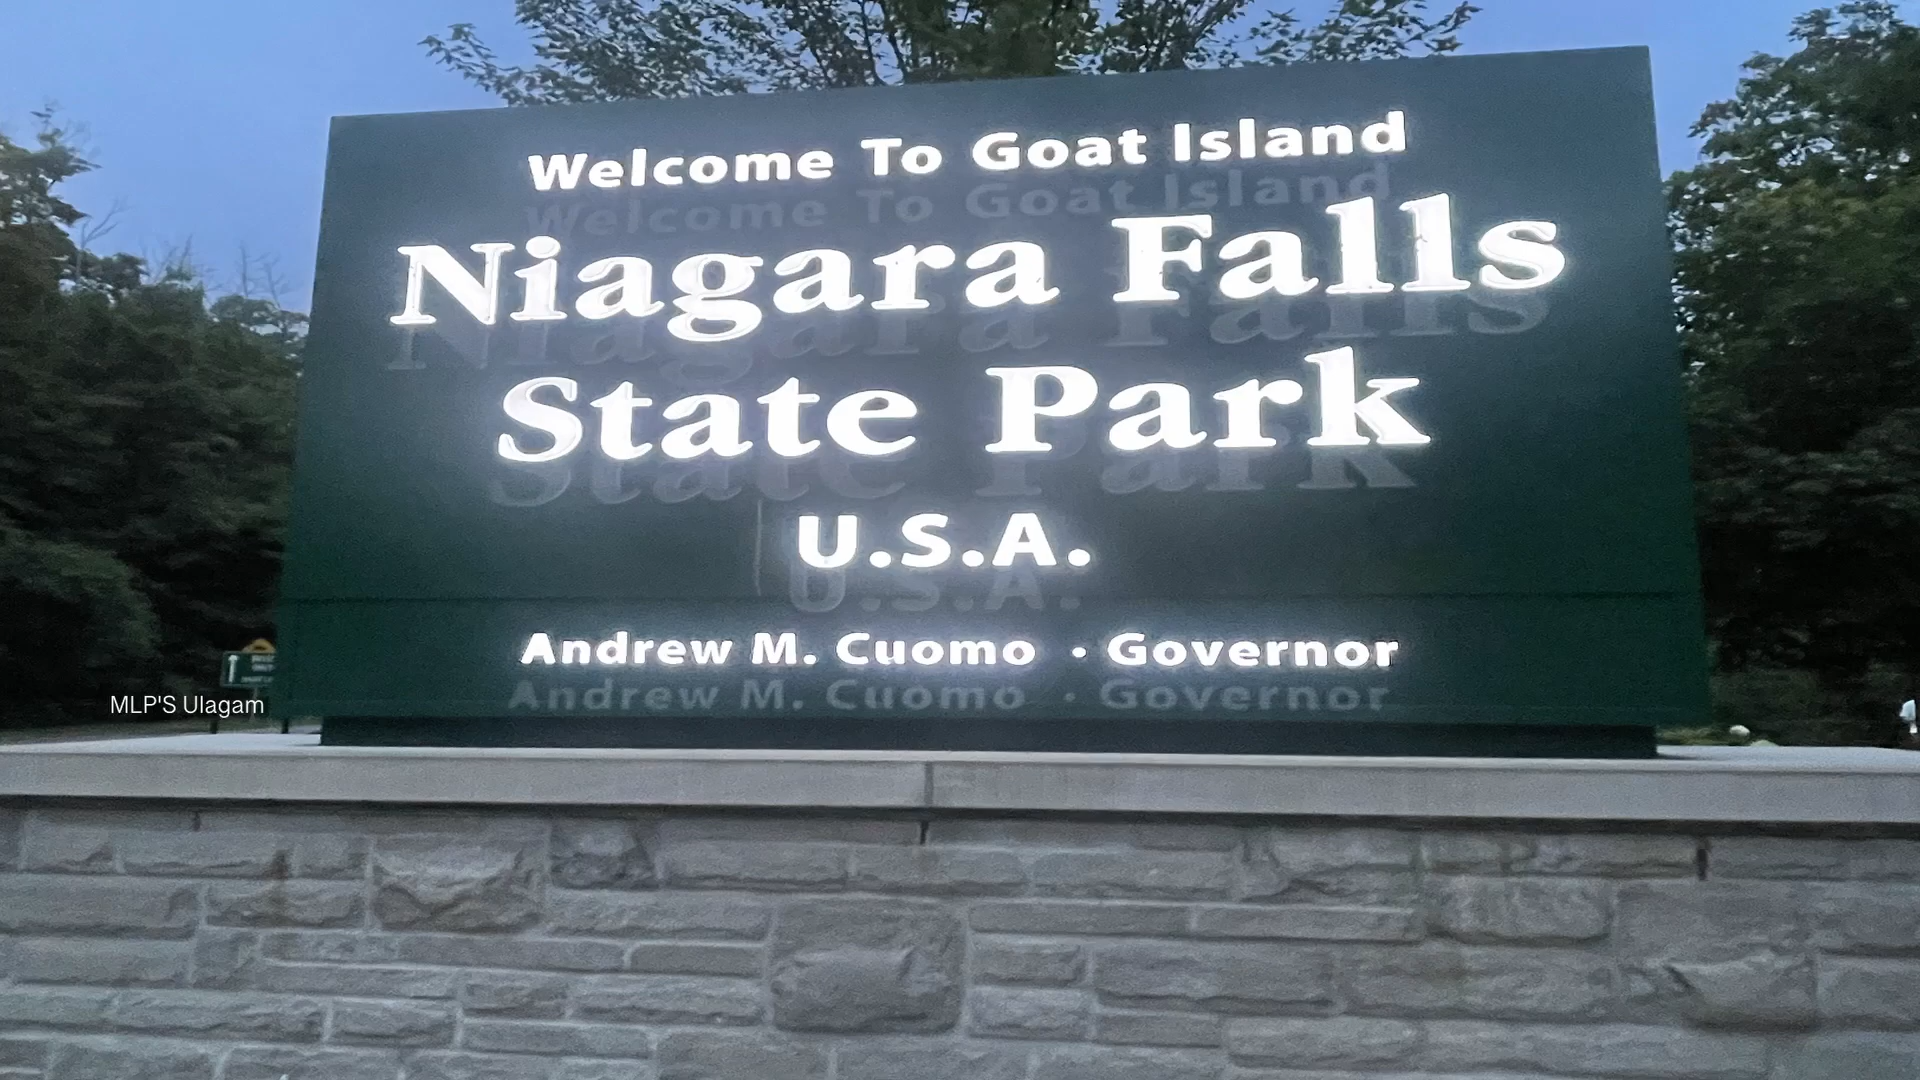 Welcome To Goat Island
Niagara Falls
State Park
U.S.A.
Andrew M. Cuomo · Governor
MLP'S Ulagam